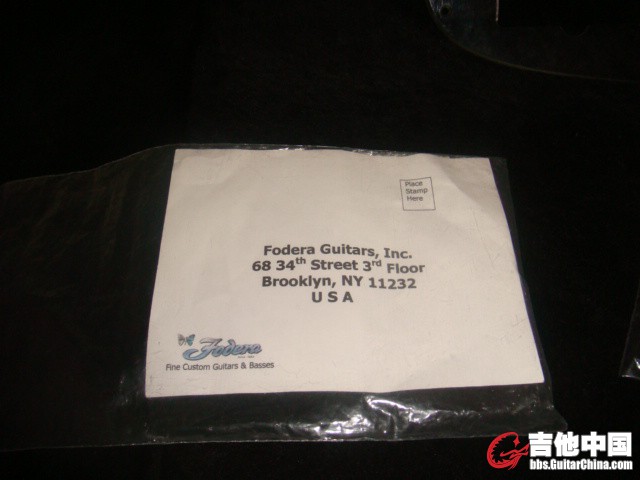 Place
Stamp
Here
Fodera Guitars, Inc.
68 34th Street 3rd Floor
Brooklyn, NY 11232
U S A
Fodera
Fine Custom Guitars & Basses
吉他中国
bbs.GuitarChina.com